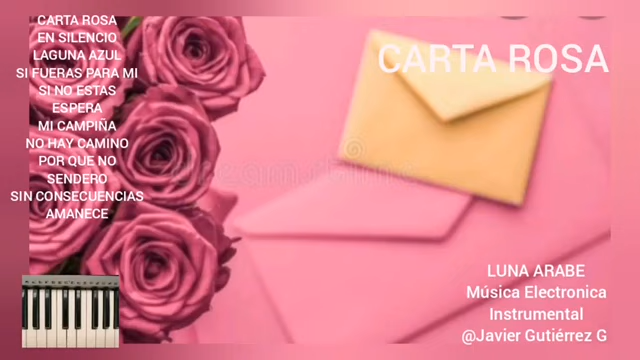 CARTA ROSA
EN SILENCIO
LAGUNA AZUL
SI FUERAS PARA MI
SI NO ESTAS
ESPERA
MI CAMPIÑA
NO HAY CAMINO
POR QUE NO
SENDERO
SIN CONSECUENCIAS
AMANECE
CARTA ROSA
LUNA ARABE
Música Electronica
Instrumental
@Javier Gutiérrez G